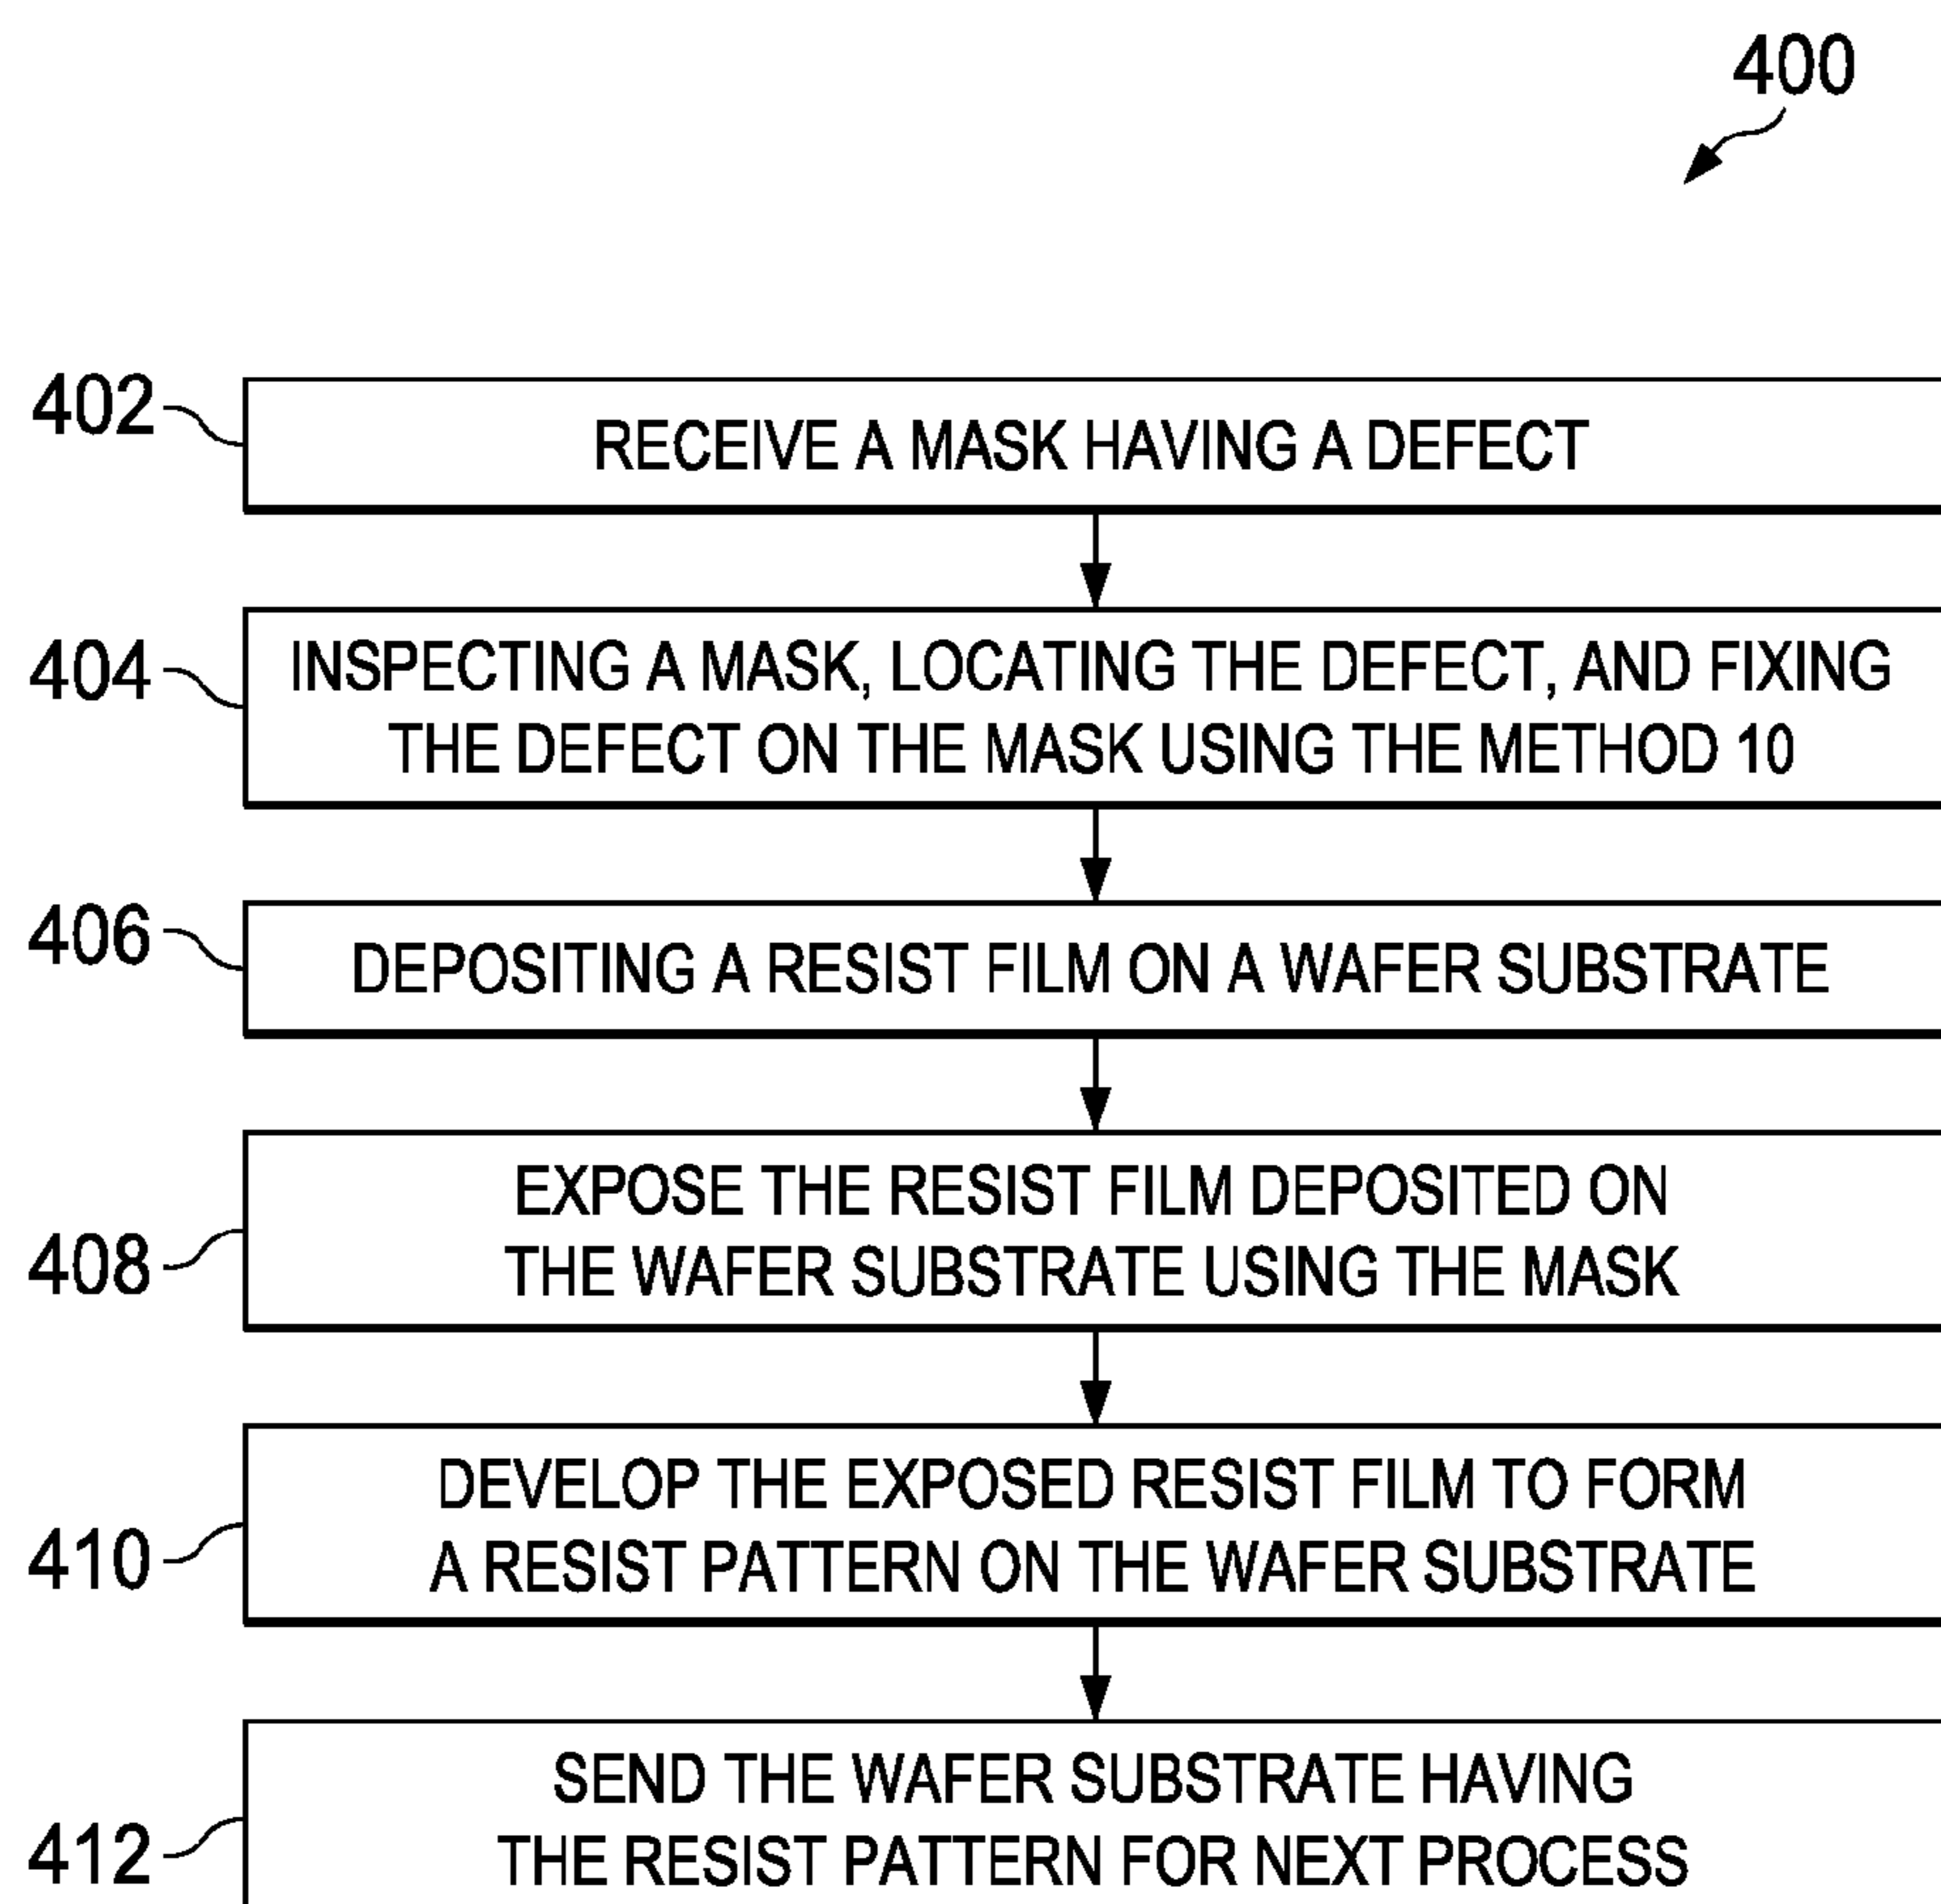 400
402
RECEIVE A MASK HAVING A DEFECT
404
INSPECTING A MASK, LOCATING THE DEFECT, AND FIXING
THE DEFECT ON THE MASK USING THE METHOD 10
406
DEPOSITING A RESIST FILM ON A WAFER SUBSTRATE
408
EXPOSE THE RESIST FILM DEPOSITED ON
THE WAFER SUBSTRATE USING THE MASK
410
DEVELOP THE EXPOSED RESIST FILM TO FORM
A RESIST PATTERN ON THE WAFER SUBSTRATE
412
SEND THE WAFER SUBSTRATE HAVING
THE RESIST PATTERN FOR NEXT PROCESS